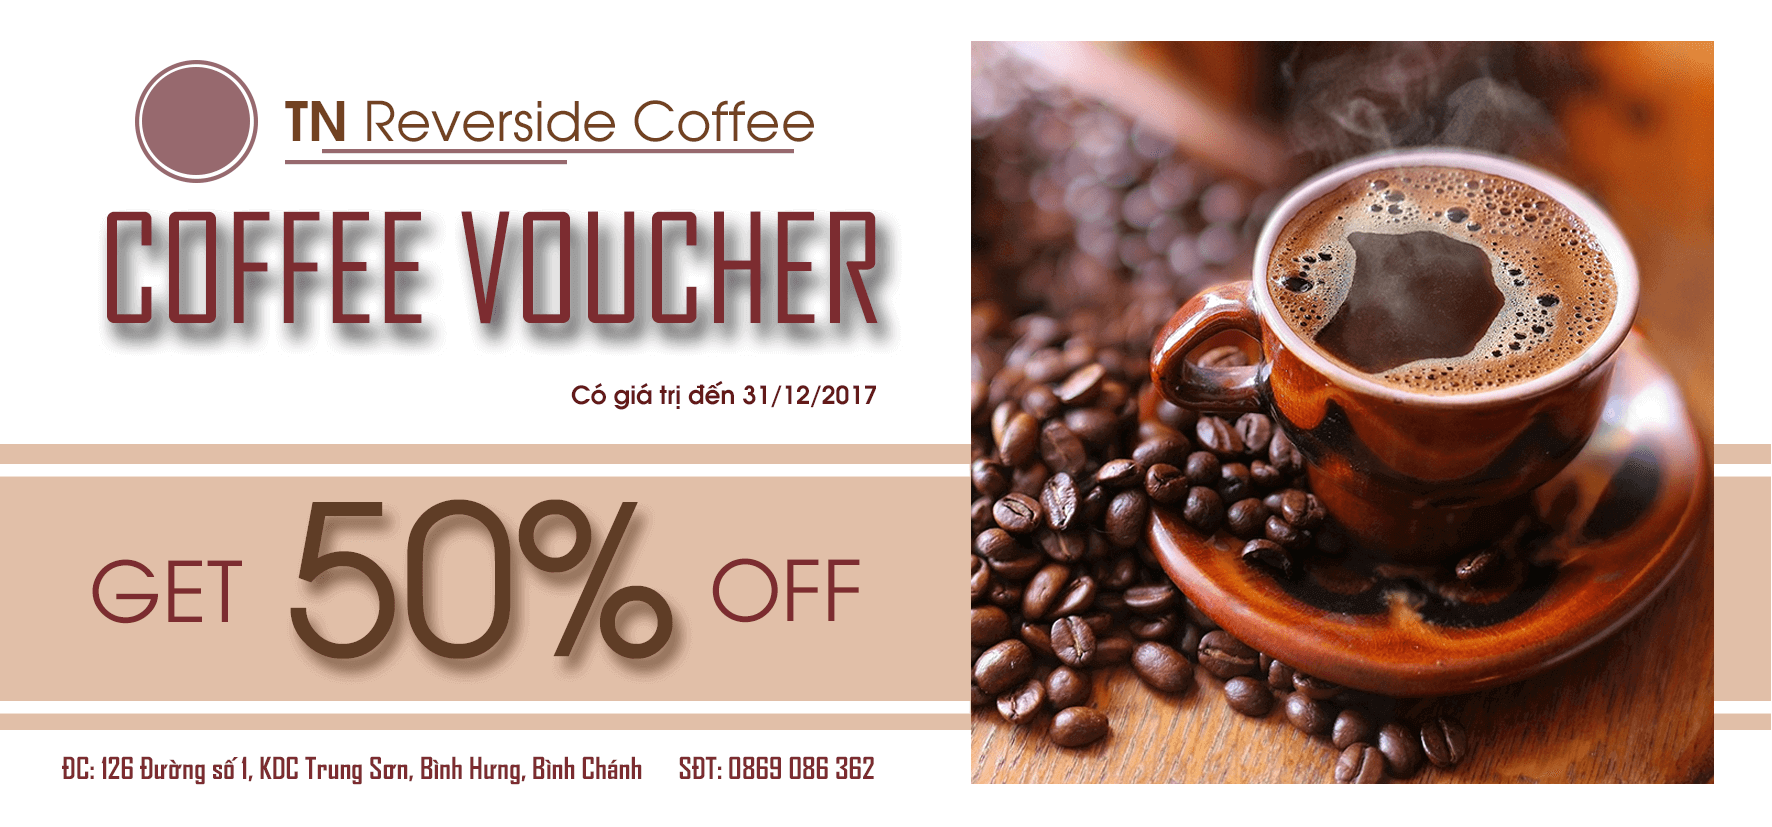 TN Reverside Coffee
COFFEE VOUCHER
Có giá trị đến 31/12/2017
GET 50% OFF
ĐC: 126 Đường số 1, KDC Trung Sơn, Bình Hưng, Bình Chánh SĐT: 0869 086 362